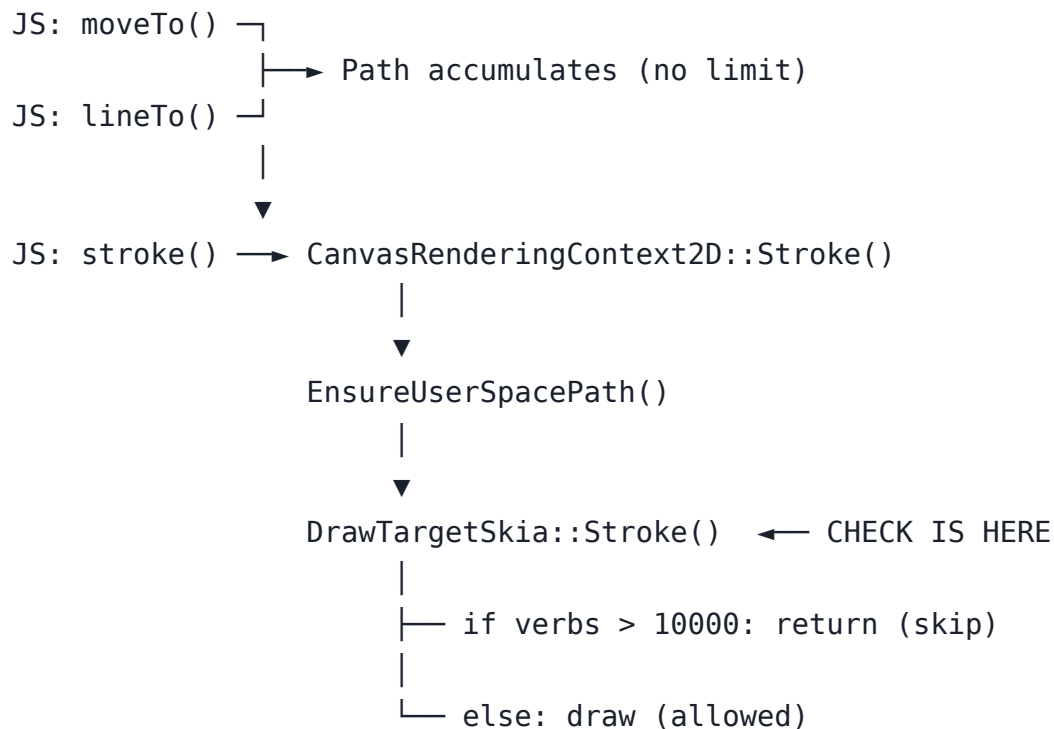 JS: moveTo() ─┐
├──► Path accumulates (no limit)
JS: lineTo() ─┘
│
▼
JS: stroke() ──► CanvasRenderingContext2D::Stroke()
│
▼
EnsureUserSpacePath()
│
▼
DrawTargetSkia::Stroke() ◄── CHECK IS HERE
│
├── if verbs > 10000: return (skip)
│
└── else: draw (allowed)